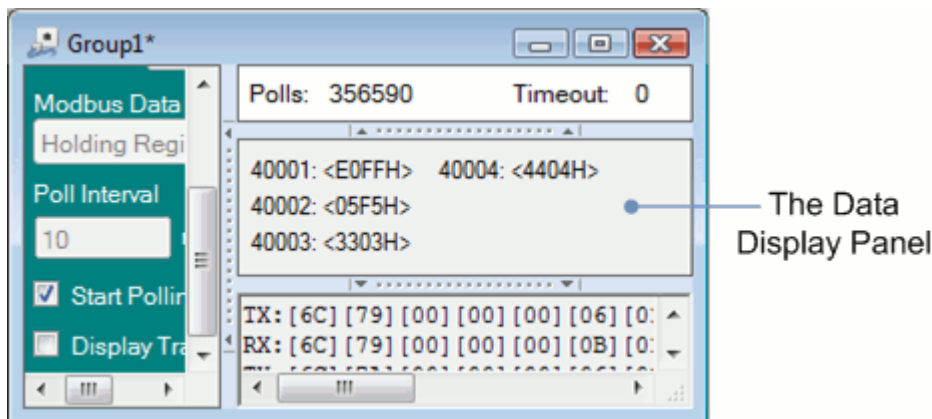 Group1*
Modbus Data
Holding Regi
Poll Interval
10
Start Pollin
Display Tra
Polls: 356590 Timeout: 0
40001: <E0FFH> 40004: <4404H>
40002: <05F5H>
40003: <3303H>
TX:[6C][79][00][00][00][06][0
RX:[6C][79][00][00][00][0B][0
The Data
Display Panel